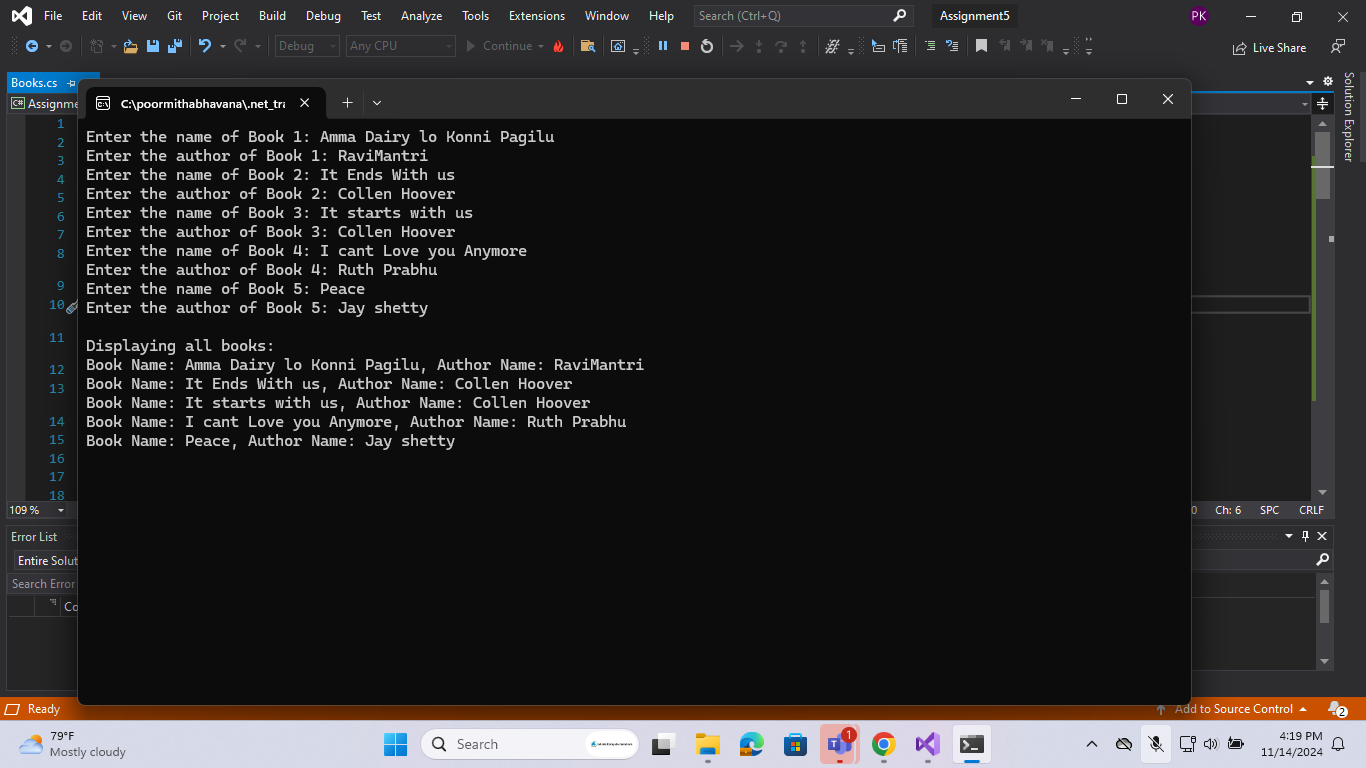 File Edit View Git Project Build Debug Test Analyze Tools Extensions Window Help Search (Ctrl+Q) Assignment5 PK
Debug Any CPU Continue Live Share
Books.cs
C# Assignme
C:\poormithabhavana\.net_tra
Solution Explorer
1
2
3
4
5
6
7
8
9
10
11
12
13
14
15
16
17
18
Enter the name of Book 1: Amma Dairy lo Konni Pagilu
Enter the author of Book 1: RaviMantri
Enter the name of Book 2: It Ends With us
Enter the author of Book 2: Collen Hoover
Enter the name of Book 3: It starts with us
Enter the author of Book 3: Collen Hoover
Enter the name of Book 4: I cant Love you Anymore
Enter the author of Book 4: Ruth Prabhu
Enter the name of Book 5: Peace
Enter the author of Book 5: Jay shetty
Displaying all books:
Book Name: Amma Dairy lo Konni Pagilu, Author Name: RaviMantri
Book Name: It Ends With us, Author Name: Collen Hoover
Book Name: It starts with us, Author Name: Collen Hoover
Book Name: I cant Love you Anymore, Author Name: Ruth Prabhu
Book Name: Peace, Author Name: Jay shetty
109 % 0 Ch: 6 SPC CRLF
Error List
Entire Solut
Search Error
Co
Ready Add to Source Control 2
79°F
Mostly cloudy
Search
1
4:19 PM
11/14/2024